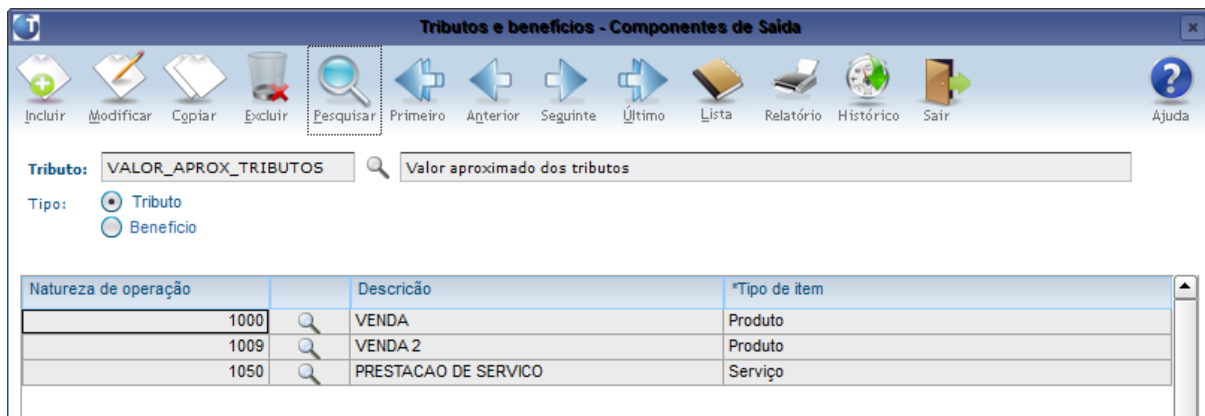 Tributos e benefícios - Componentes de Saída
Incluir Modificar Copiar Excluir Pesquisar Primeiro Anterior Seguinte Último Lista Relatório Histórico Sair Ajuda
Tributo: VALOR_APROX_TRIBUTOS Valor aproximado dos tributos
Tipo: Tributo
Benefício
Natureza de operação Descricão *Tipo de item
1000 VENDA Produto
1009 VENDA 2 Produto
1050 PRESTACAO DE SERVICO Serviço